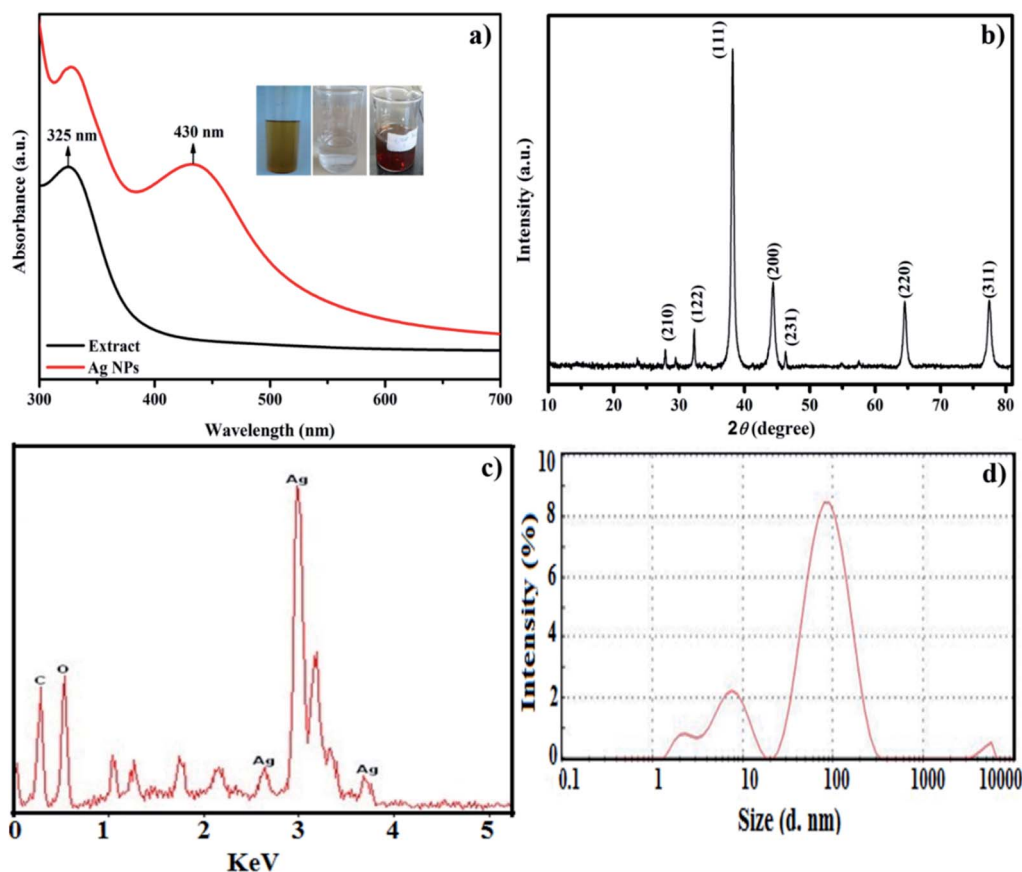 a)
325 nm
430 nm
Absorbance (a.u.)
Extract
Ag NPs
300 400 500 600 700
Wavelength (nm)
b)
(111)
(200)
(210)
(122)
(231)
(220)
(311)
Intensity (a.u.)
10 20 30 40 50 60 70 80
2θ (degree)
c)
Ag
C
O
Ag
Ag
0 1 2 3 4 5
KeV
d)
10
8
6
4
2
0
Intensity (%)
0.1 1 10 100 1000 10000
Size (d. nm)